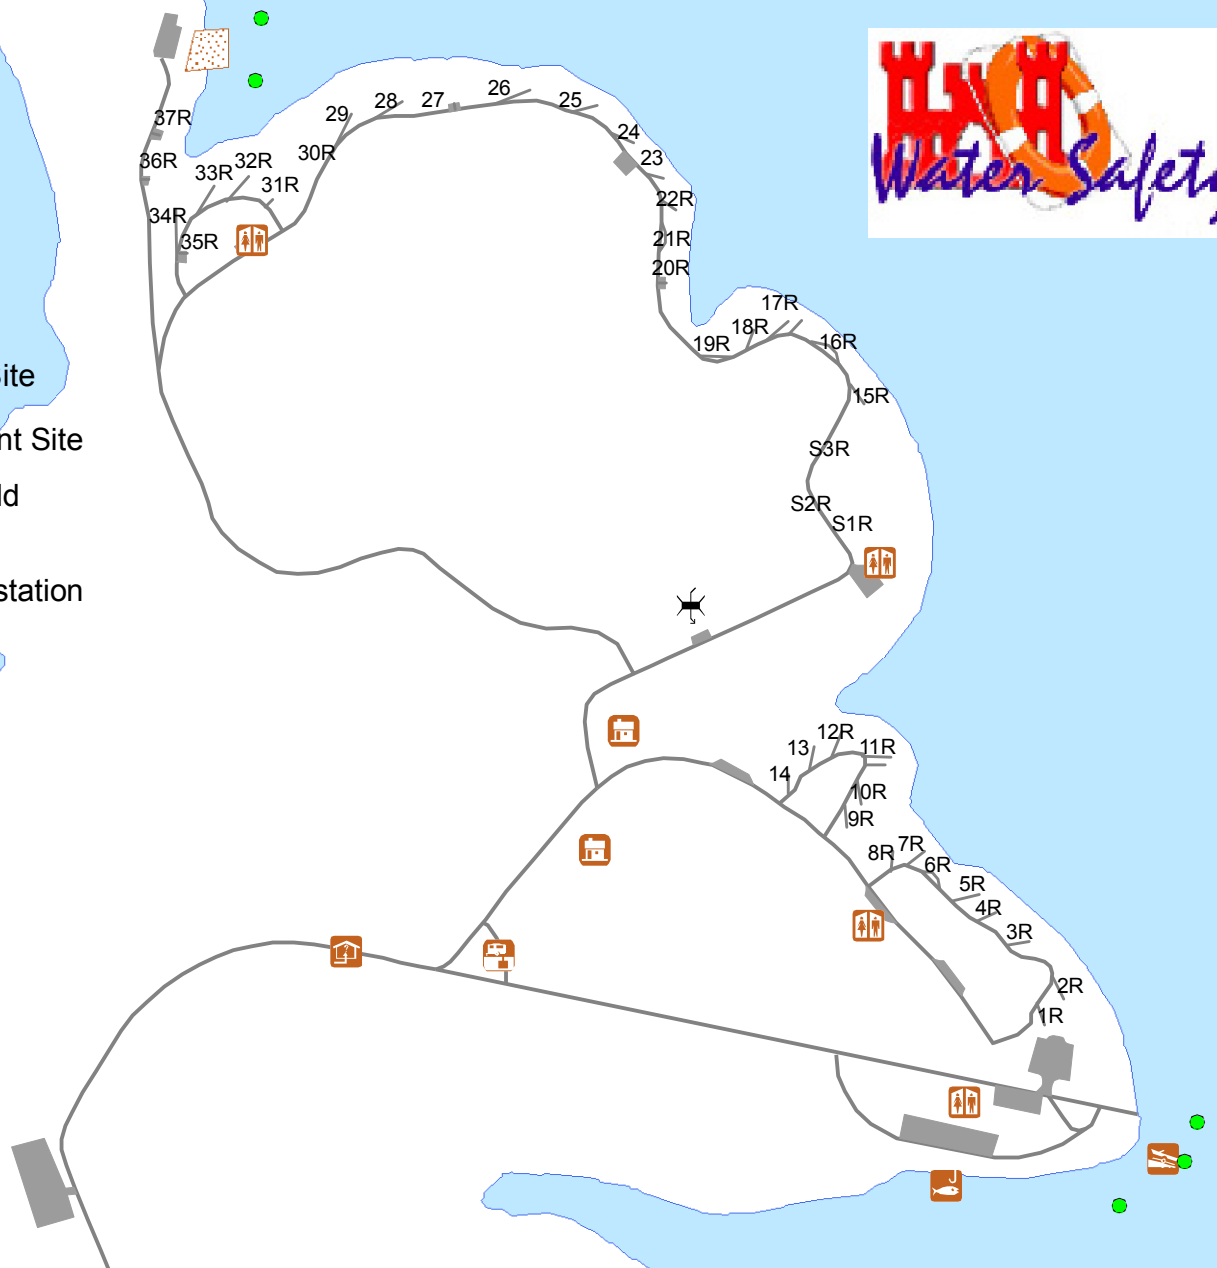 Water Safety
37R
36R
34R
35R
33R
32R
31R
30R
29
28
27
26
25
24
23
22R
21R
20R
19R
18R
17R
16R
15R
S3R
S2R
S1R
ite
nt Site
ld
station
14
13
12R
11R
10R
9R
8R
7R
6R
5R
4R
3R
2R
1R